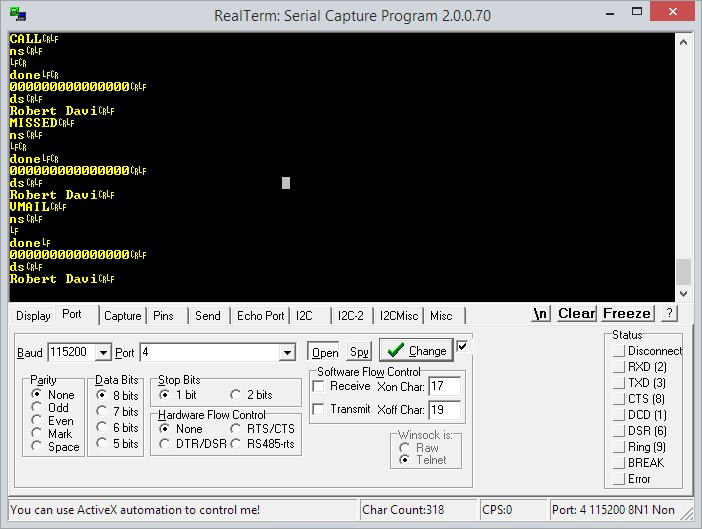 RealTerm: Serial Capture Program 2.0.0.70
CALLCRLF
nsCRLF
LFCR
doneLFCR
000000000000000CRLF
dsCRLF
Robert DaviCRLF
MISSEDCRLF
nsCRLF
LFCR
doneLFCR
000000000000000CRLF
dsCRLF
Robert DaviCRLF
VMAILCRLF
nsCRLF
LF
doneLF
000000000000000CRLF
dsCRLF
Robert DaviCRLF
Display Port Capture Pins Send Echo Port I2C I2C-2 I2CMisc Misc \n Clear Freeze ?
Baud 115200 Port 4 Open Spy Change
Parity
None
Odd
Even
Mark
Space
Data Bits
8 bits
7 bits
6 bits
5 bits
Stop Bits
1 bit 2 bits
Hardware Flow Control
None RTS/CTS
DTR/DSR RS485-rts
Software Flow Control
Receive Xon Char: 17
Transmit Xoff Char: 19
Winsock is:
Raw
Telnet
Status
Disconnect
RXD (2)
TXD (3)
CTS (8)
DCD (1)
DSR (6)
Ring (9)
BREAK
Error
You can use ActiveX automation to control me! Char Count:318 CPS:0 Port: 4 115200 8N1 Non